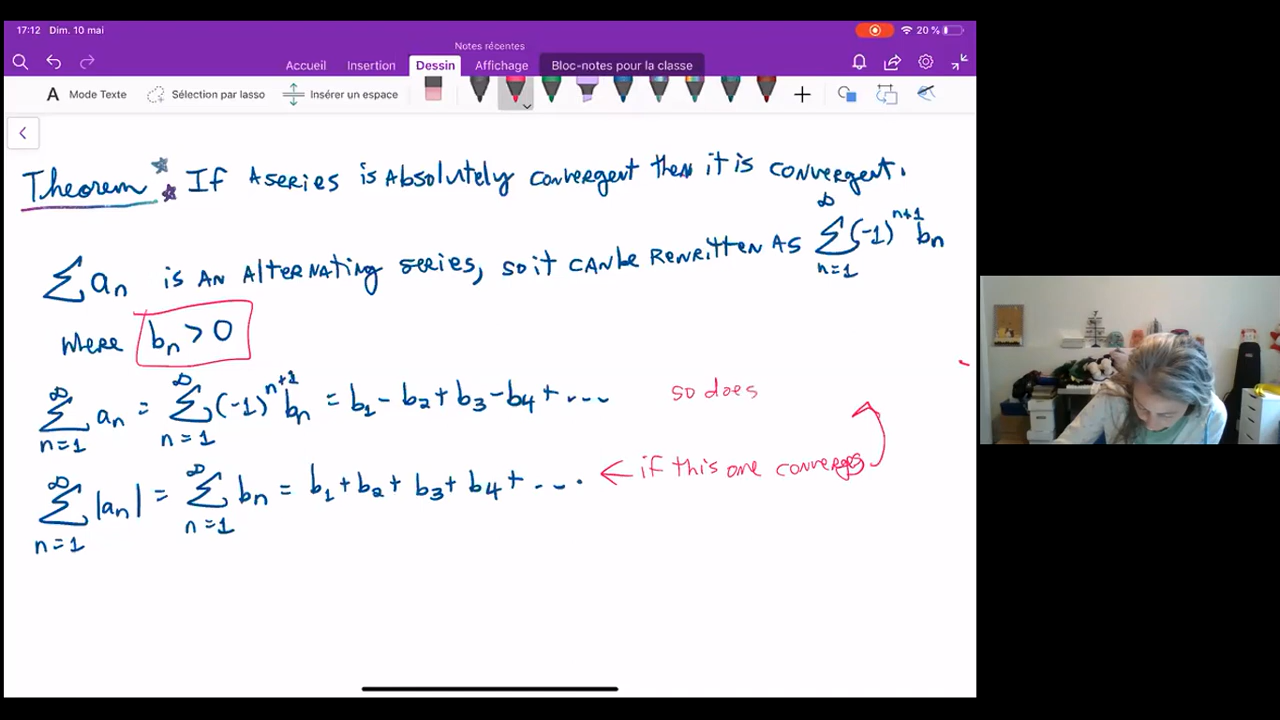 17:12 Dim. 10 mai 20 %
Notes récentes
Accueil Insertion Dessin Affichage Bloc-notes pour la classe
A Mode Texte Sélection par lasso Insérer un espace
Theorem If a series is absolutely convergent then it is convergent.
∑ aₙ is an alternating series, so it can be rewritten as ∑_{n=1}^{∞} (-1)^{n+1} bₙ
where bₙ > 0
∑_{n=1}^{∞} aₙ = ∑_{n=1}^{∞} (-1)^{n+1} bₙ = b₁ - b₂ + b₃ - b₄ + ... so does
∑_{n=1}^{∞} |aₙ| = ∑_{n=1}^{∞} bₙ = b₁ + b₂ + b₃ + b₄ + .... ← if this one converges